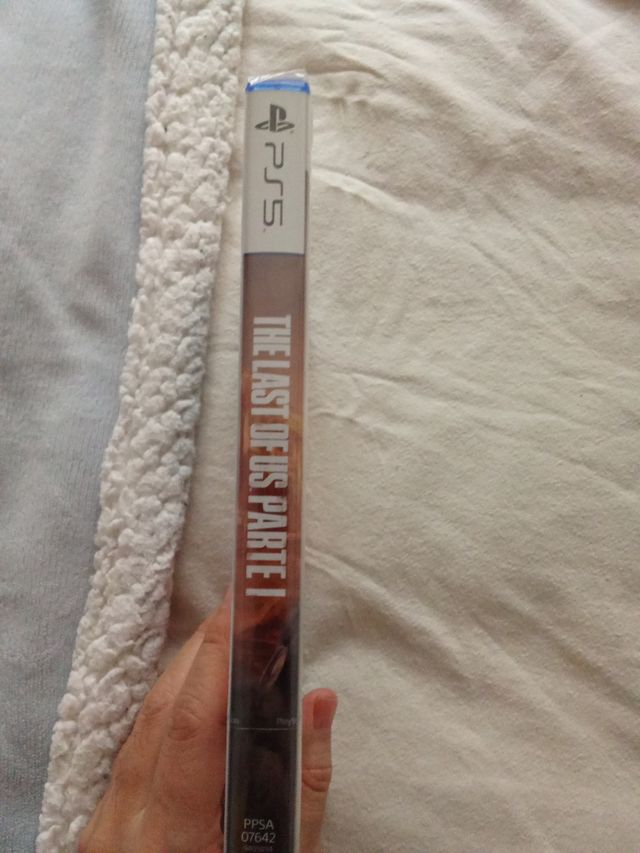 PS5
THE LAST OF US PARTE I
PPSA
07642